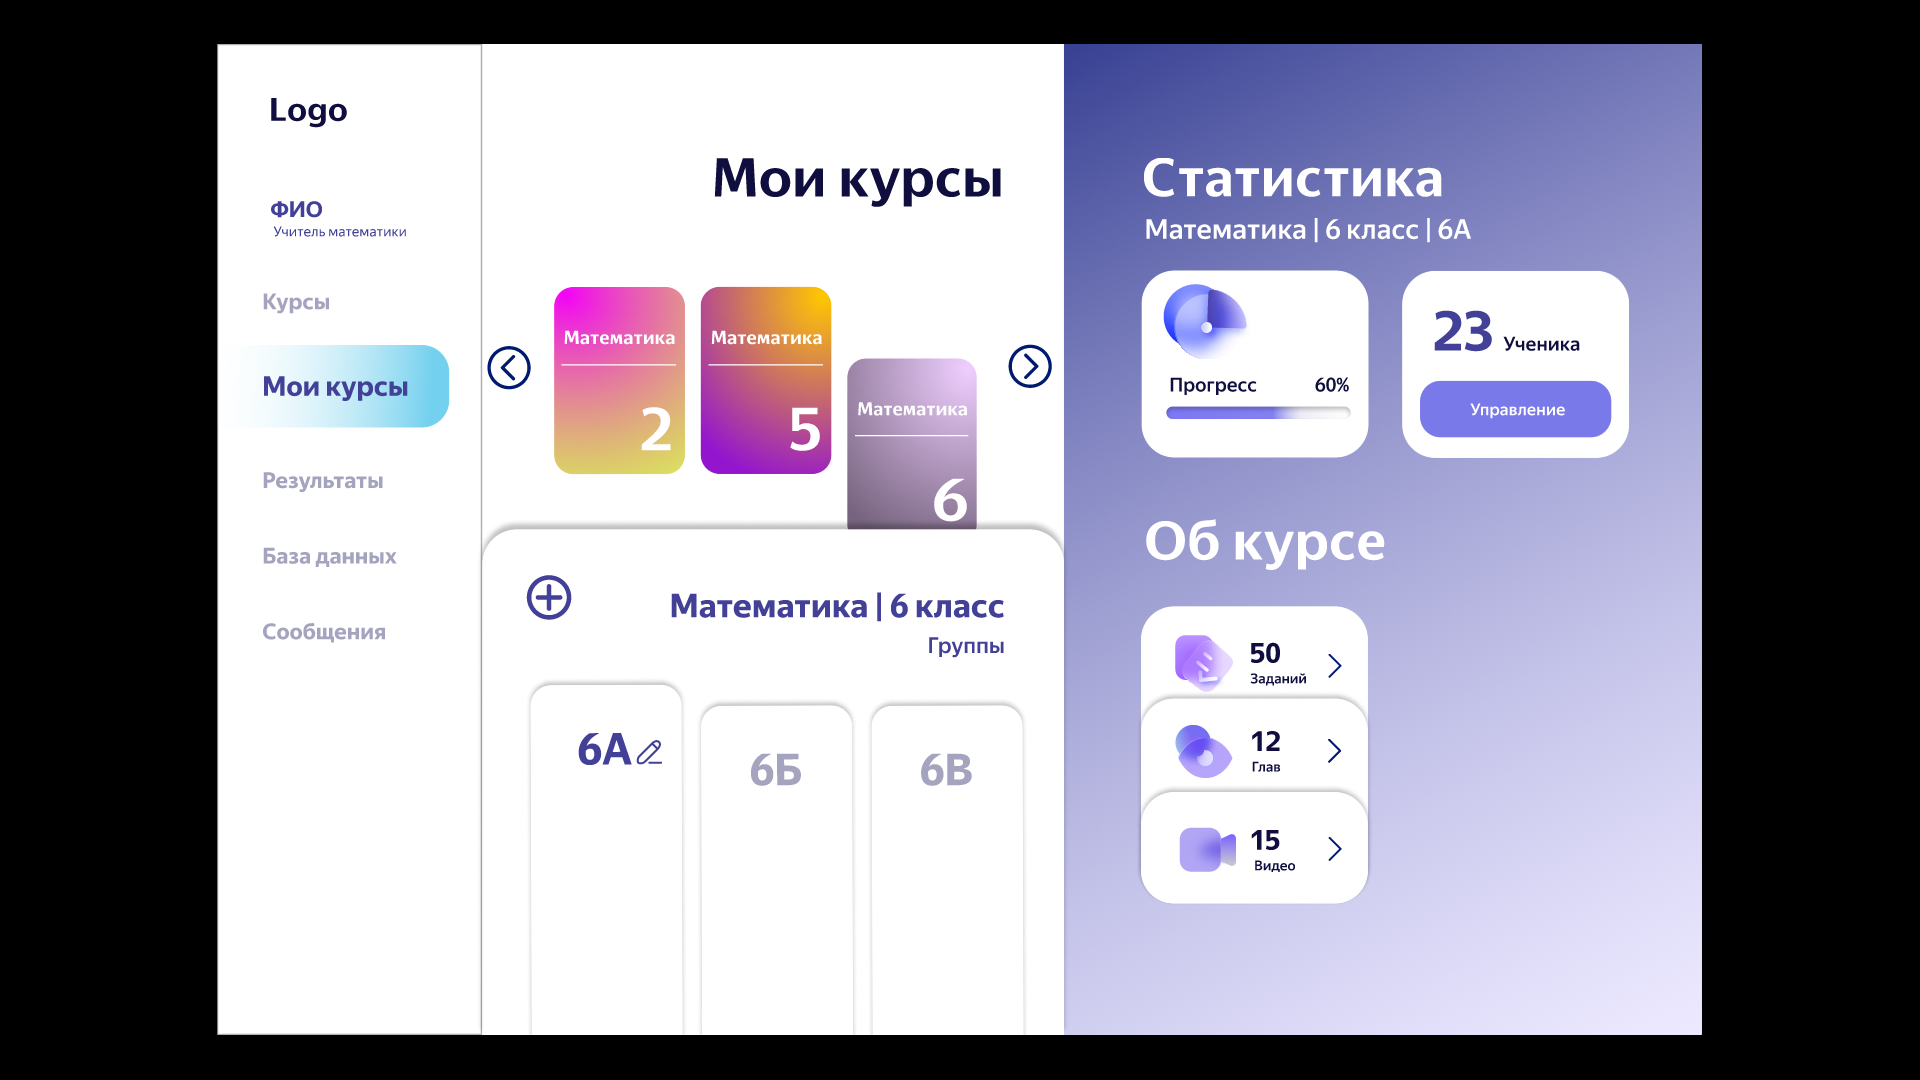 Logo
ФИО
Учитель математики
Курсы
Мои курсы
Результаты
База данных
Сообщения
Мои курсы
Математика
2
Математика
5
Математика
6
Математика | 6 класс
Группы
6А
6Б
6В
Статистика
Математика | 6 класс | 6А
Прогресс 60%
23 Ученика
Управление
Об курсе
50
Заданий
12
Глав
15
Видео